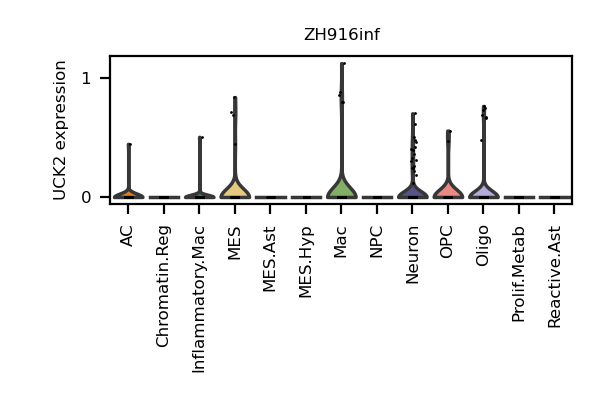 ZH916inf
UCK2 expression
1
0
AC
Chromatin.Reg
Inflammatory.Mac
MES
MES.Ast
MES.Hyp
Mac
NPC
Neuron
OPC
Oligo
Prolif.Metab
Reactive.Ast